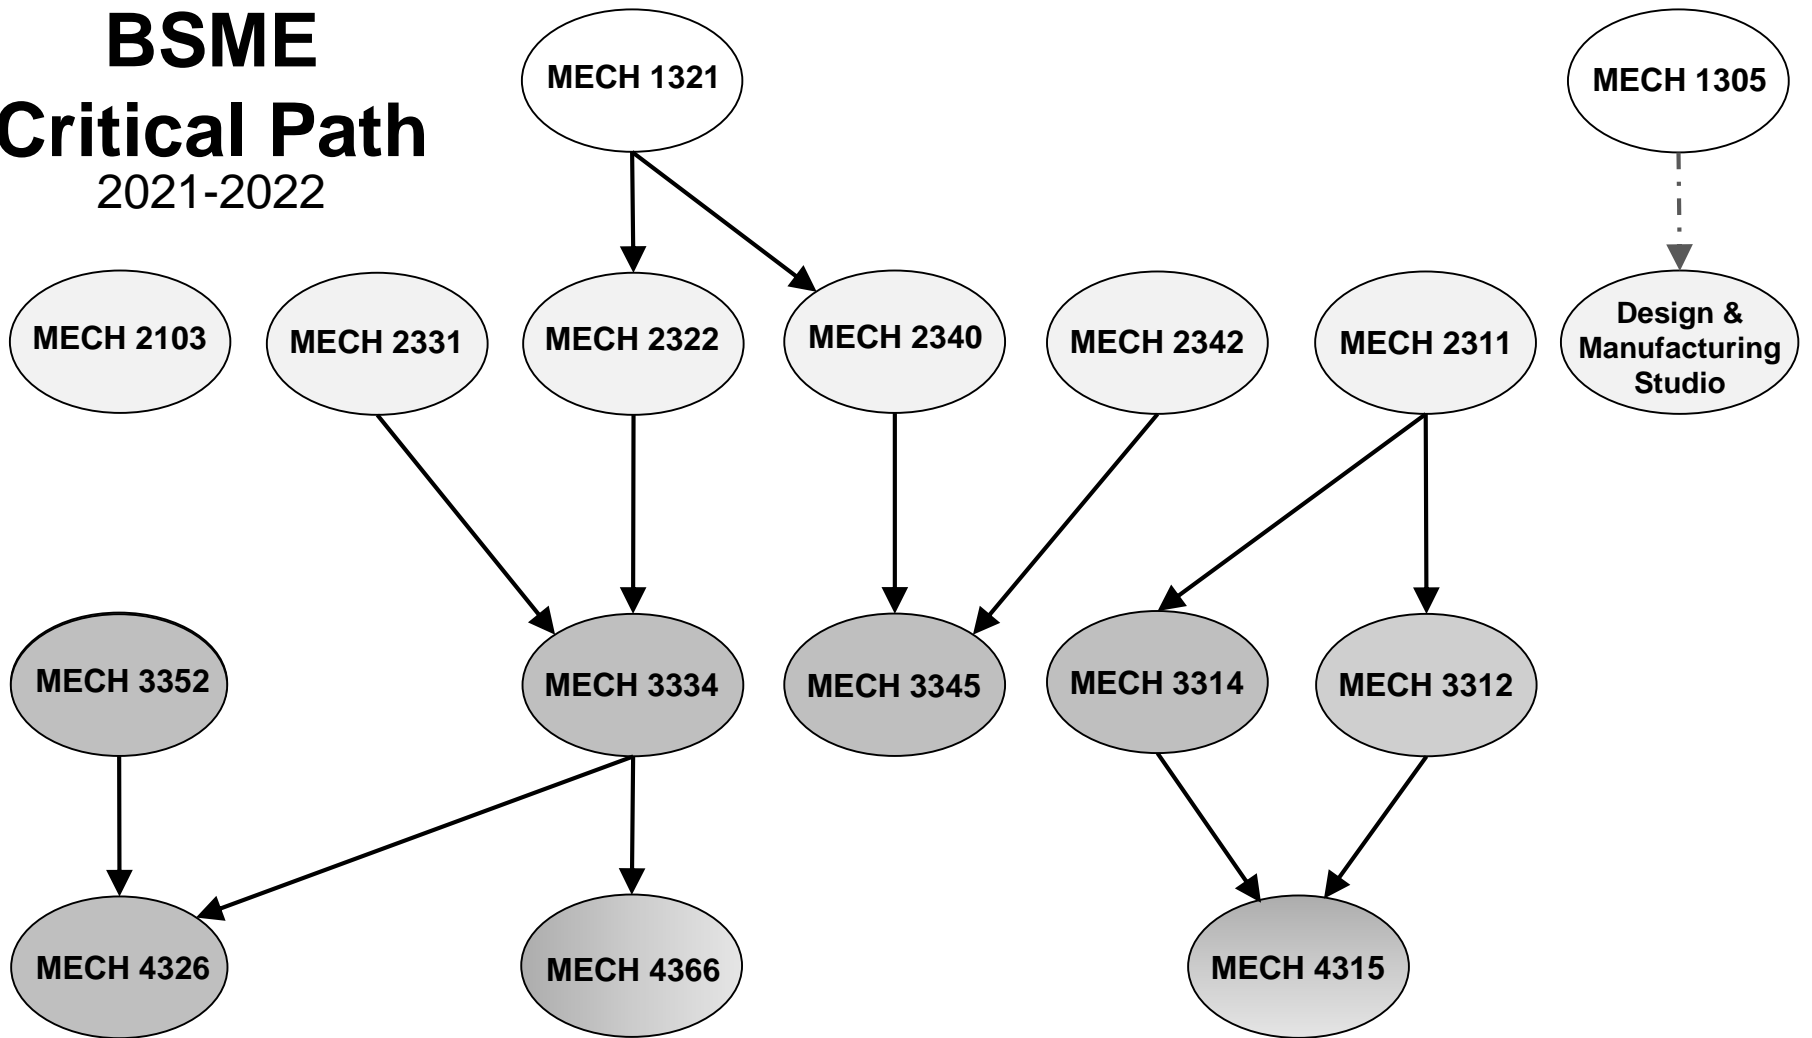 BSME
Critical Path
2021-2022
MECH 1321
MECH 1305
MECH 2103
MECH 2331
MECH 2322
MECH 2340
MECH 2342
MECH 2311
Design &
Manufacturing
Studio
MECH 3352
MECH 3334
MECH 3345
MECH 3314
MECH 3312
MECH 4326
MECH 4366
MECH 4315